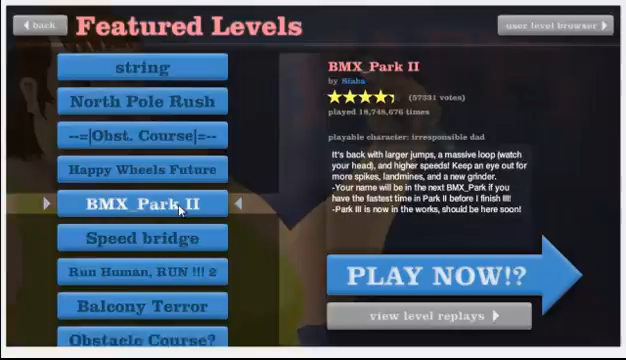 back
Featured Levels
user level browser
string
North Pole Rush
--=|Obst. Course|=--
Happy Wheels Future
BMX_Park II
Speed bridge
Run Human, RUN !!! 2
Balcony Terror
Obstacle Course?
BMX_Park II
by Slabs
(57331 votes)
played 18,748,676 times
playable character: irresponsible dad
It's back with larger jumps, a massive loop (watch
your head), and higher speeds! Keep an eye out for
more spikes, landmines, and a new grinder.
-Your name will be in the next BMX_Park if you
have the fastest time in Park II before I finish III!
-Park III is now in the works, should be here soon!
PLAY NOW!?
view level replays